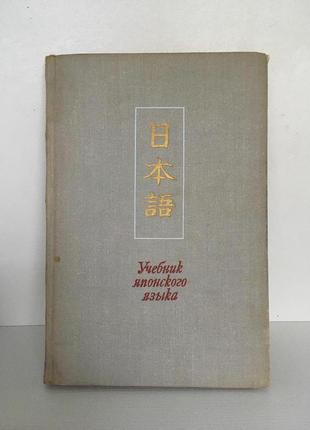 日本語
Учебник
японского
языка